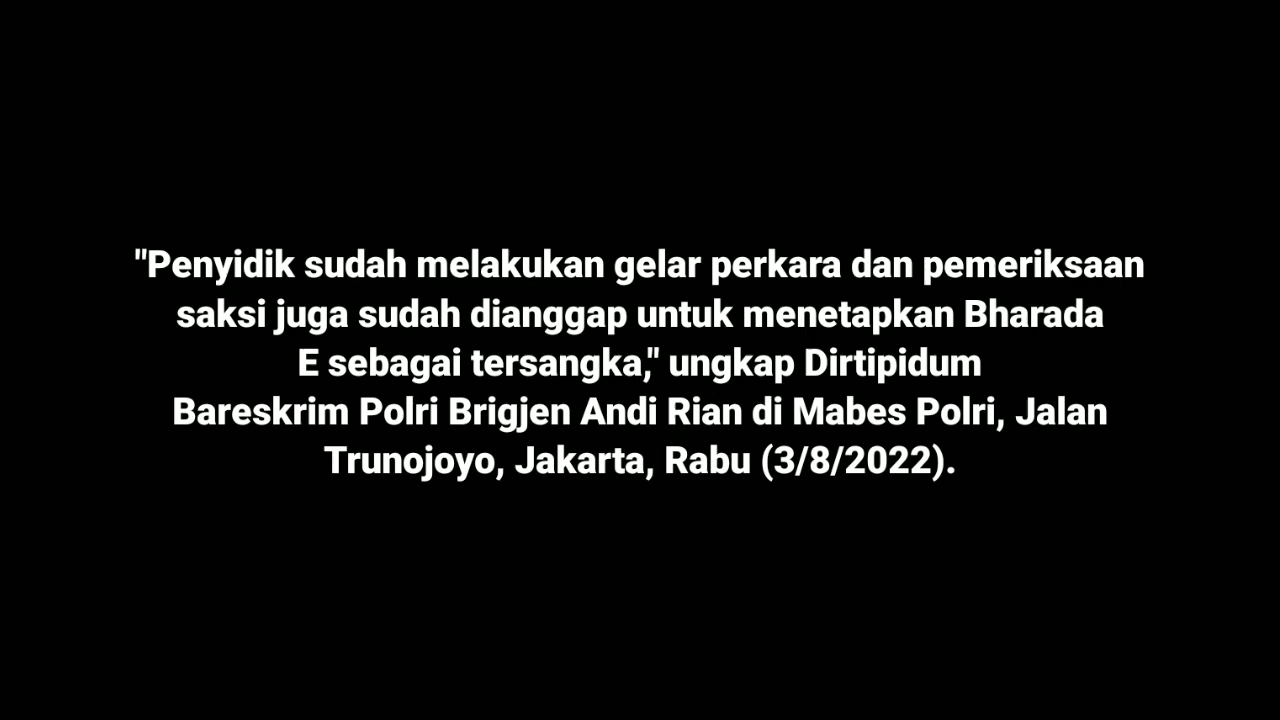 "Penyidik sudah melakukan gelar perkara dan pemeriksaan
saksi juga sudah dianggap untuk menetapkan Bharada
E sebagai tersangka," ungkap Dirtipidum
Bareskrim Polri Brigjen Andi Rian di Mabes Polri, Jalan
Trunojoyo, Jakarta, Rabu (3/8/2022).